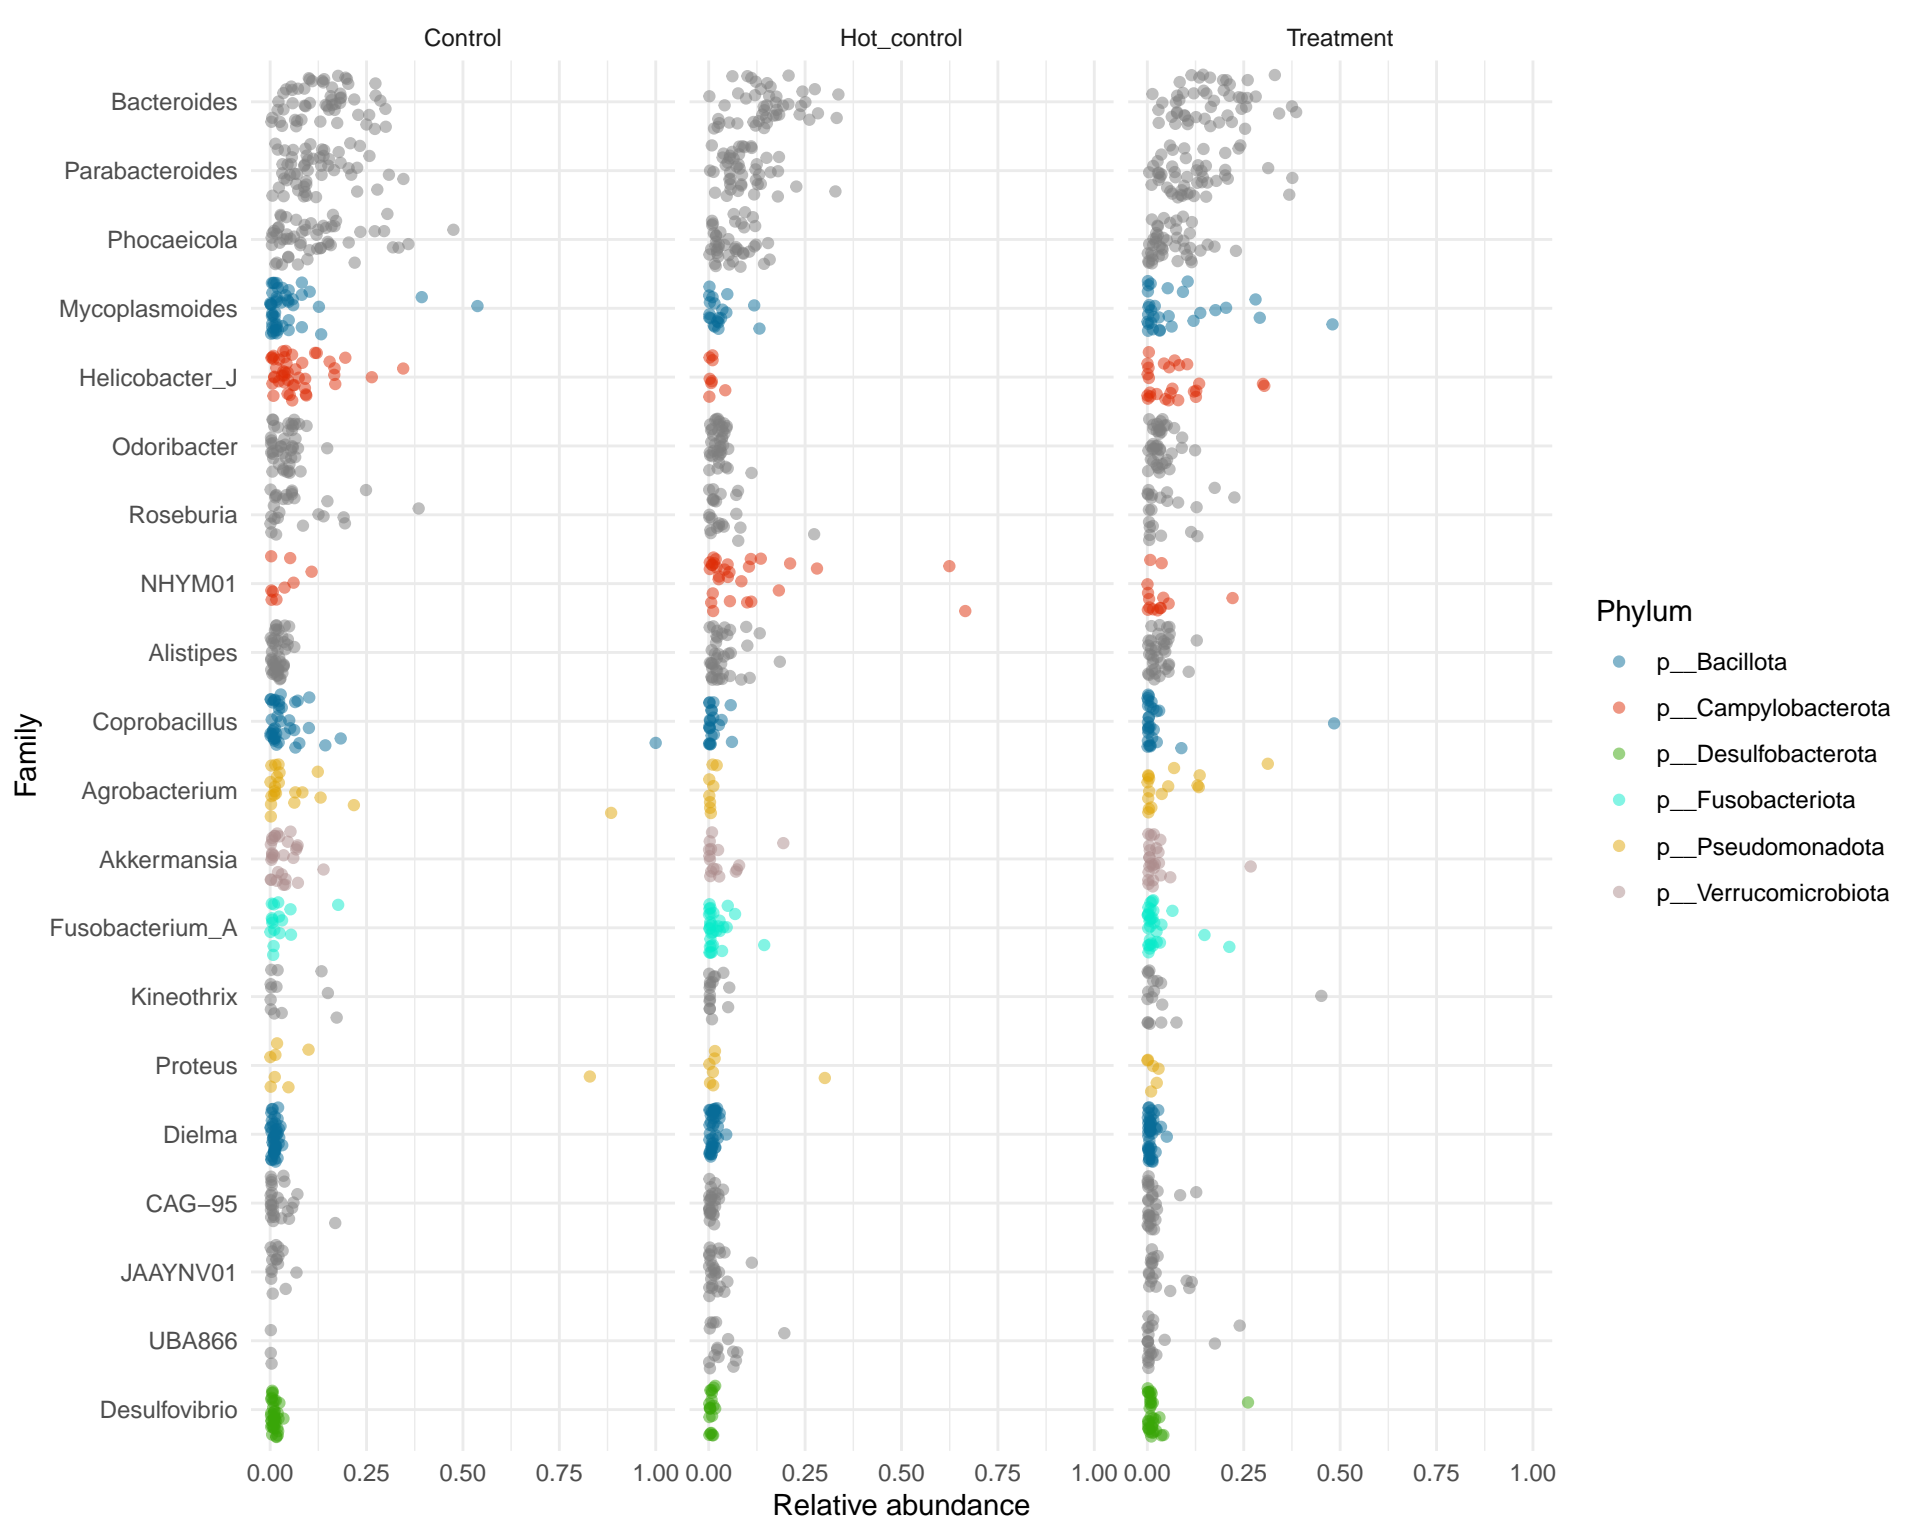 Control Hot_control Treatment
Bacteroides
Parabacteroides
Phocaeicola
Mycoplasmoides
Helicobacter_J
Odoribacter
Roseburia
NHYM01
Alistipes
Coprobacillus
Agrobacterium
Akkermansia
Fusobacterium_A
Kineothrix
Proteus
Dielma
CAG−95
JAAYNV01
UBA866
Desulfovibrio
Family
0.00 0.25 0.50 0.75 1.00 0.00 0.25 0.50 0.75 1.00 0.00 0.25 0.50 0.75 1.00
Relative abundance
Phylum
p__Bacillota
p__Campylobacterota
p__Desulfobacterota
p__Fusobacteriota
p__Pseudomonadota
p__Verrucomicrobiota